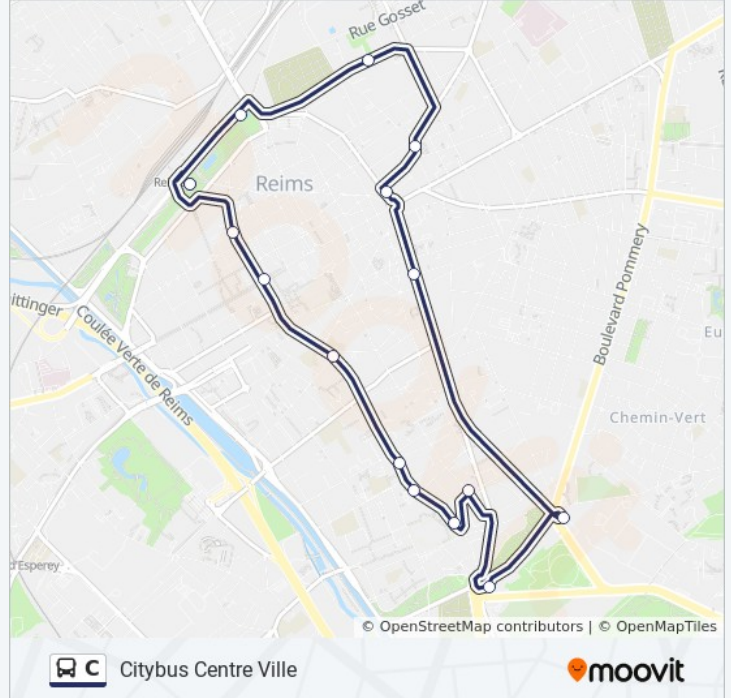 Rue Gosset
Reims
Re
Boulevard Pommery
ittinger
Coulée Verte de Reims
Eu
Chemin-Vert
d'Esperey
© OpenStreetMap contributors | © OpenMapTiles
C Citybus Centre Ville
moovit